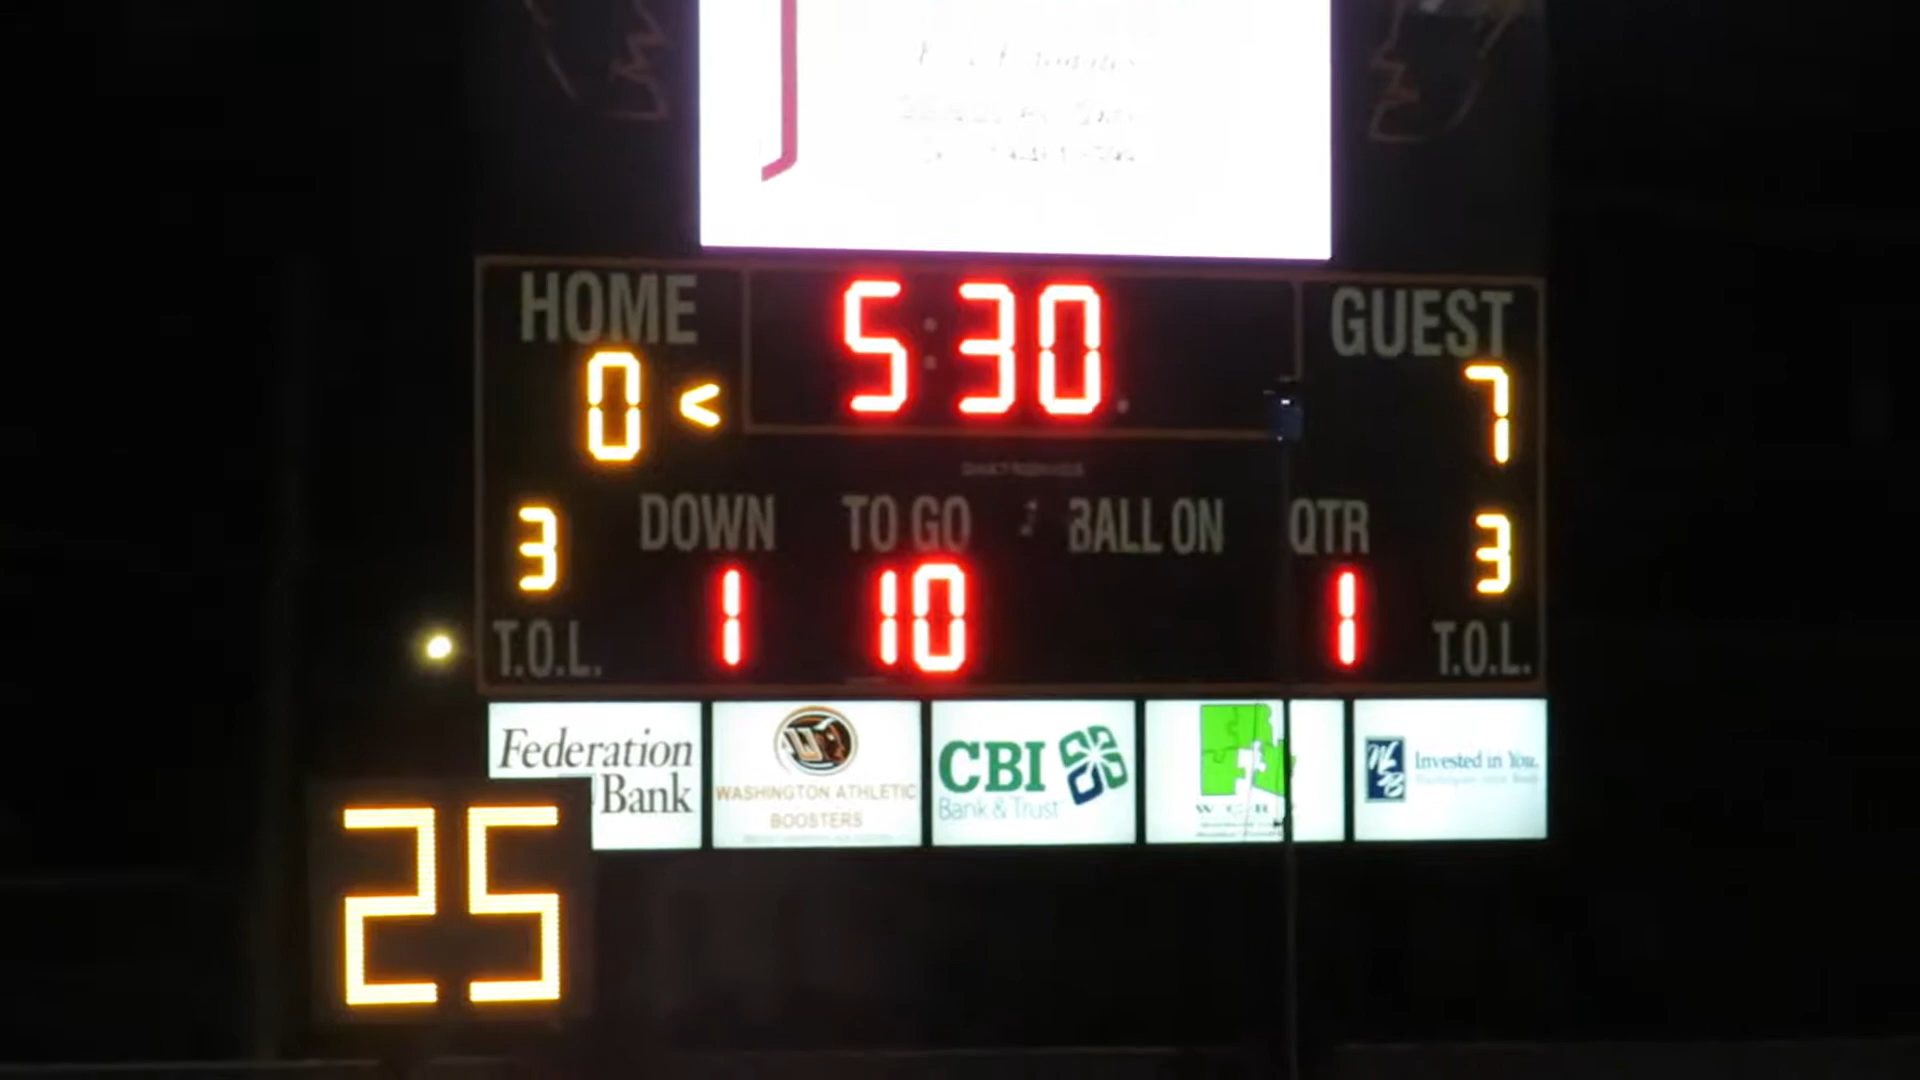 HOME
5:30
GUEST
0 <
7
DAKTRONICS
3
DOWN
TO GO
BALL ON
QTR
3
T.O.L.
1
10
1
T.O.L.
Federation
Bank
WASHINGTON ATHLETIC
BOOSTERS
CBI
Bank & Trust
Invested in You.
25